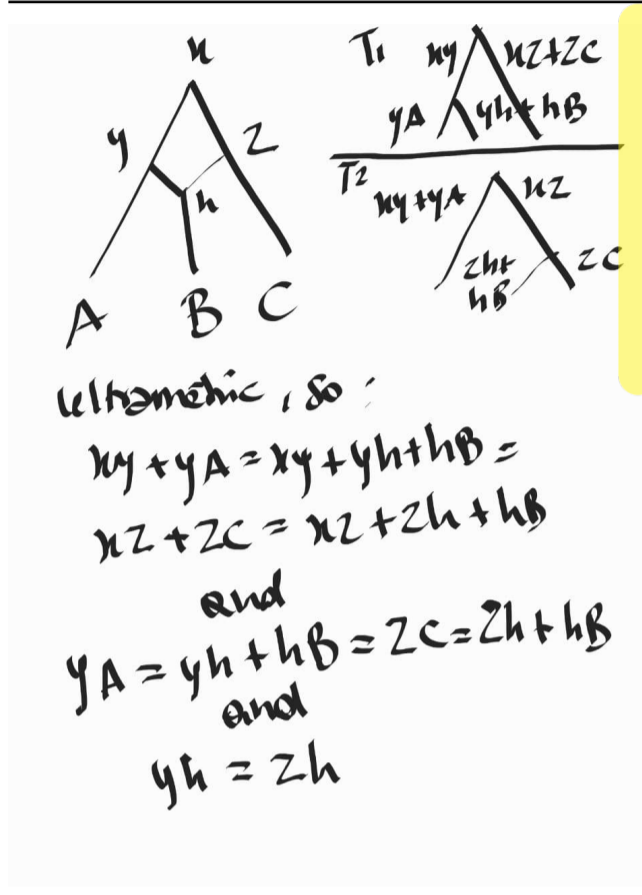 x
y
z
h
A B C
T1 xy xz+zc
yA yh+hB
T2
xy+yA xz
zh+
hB
zc
Ultrametric, so :
xy+yA=xy+yh+hB=
xz+zc=xz+zh+hB
and
yA=yh+hB=zc=zh+hB
and
yh=zh